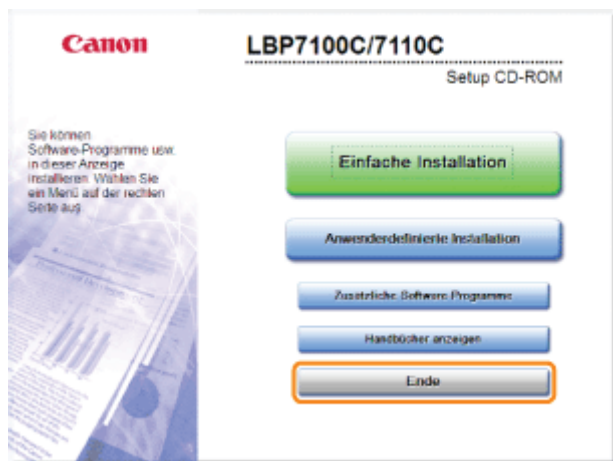 Canon
LBP7100C/7110C
Setup CD-ROM
Sie können
Software-Programme usw.
in dieser Anzeige
installieren. Wählen Sie
ein Menü auf der rechten
Seite aus.
Einfache Installation
Anwenderdefinierte Installation
Zusätzliche Software Programme
Handbücher anzeigen
Ende